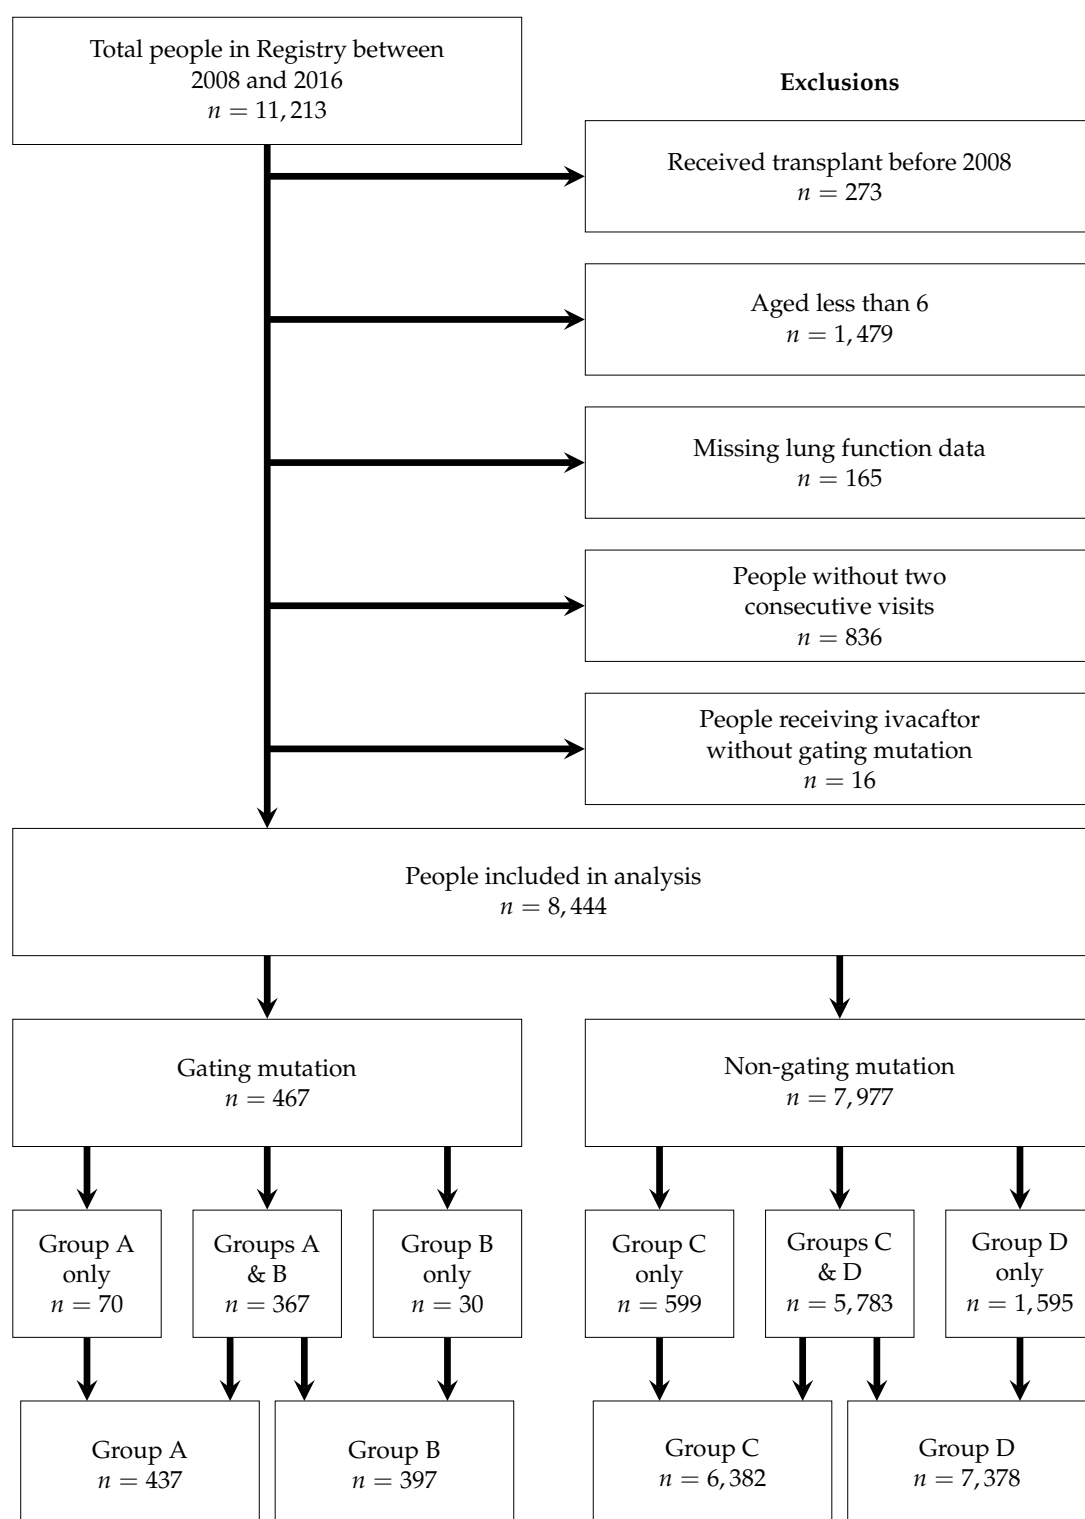 Total people in Registry between
2008 and 2016
n = 11, 213
Exclusions
Received transplant before 2008
n = 273
Aged less than 6
n = 1, 479
Missing lung function data
n = 165
People without two
consecutive visits
n = 836
People receiving ivacaftor
without gating mutation
n = 16
People included in analysis
n = 8, 444
Gating mutation
n = 467
Non-gating mutation
n = 7, 977
Group A
only
n = 70
Groups A
& B
n = 367
Group B
only
n = 30
Group C
only
n = 599
Groups C
& D
n = 5, 783
Group D
only
n = 1, 595
Group A
n = 437
Group B
n = 397
Group C
n = 6, 382
Group D
n = 7, 378